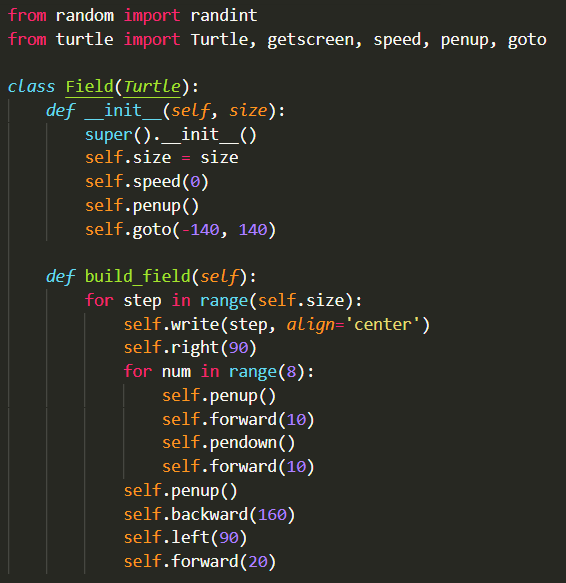 from random import randint
from turtle import Turtle, getscreen, speed, penup, goto

class Field(Turtle):
    def __init__(self, size):
        super().__init__()
        self.size = size
        self.speed(0)
        self.penup()
        self.goto(-140, 140)

    def build_field(self):
        for step in range(self.size):
            self.write(step, align='center')
            self.right(90)
            for num in range(8):
                self.penup()
                self.forward(10)
                self.pendown()
                self.forward(10)
            self.penup()
            self.backward(160)
            self.left(90)
            self.forward(20)